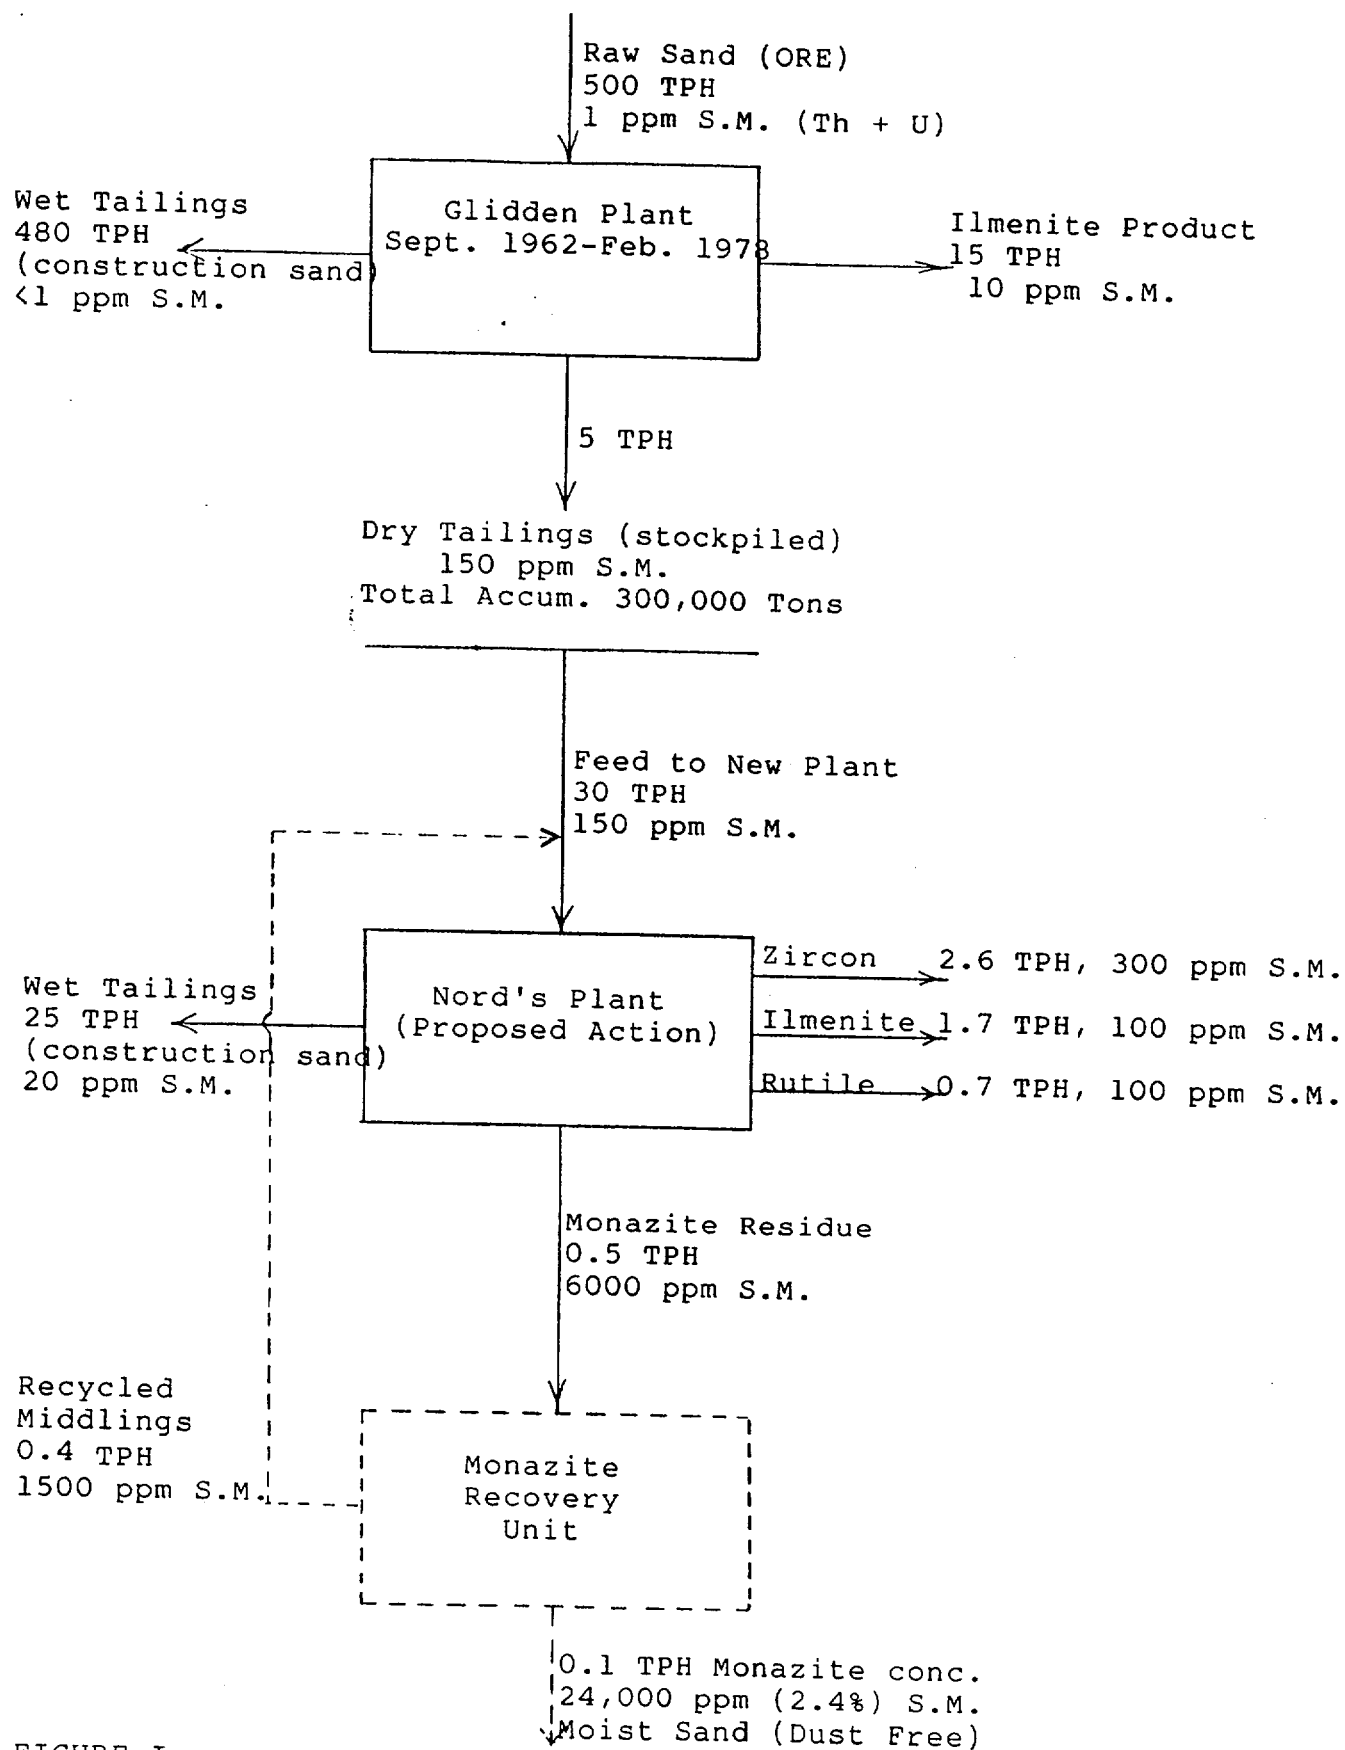 Raw Sand (ORE)
500 TPH
1 ppm S.M. (Th + U)
Glidden Plant
Sept. 1962-Feb. 1978
Wet Tailings
480 TPH
(construction sand)
<1 ppm S.M.
Ilmenite Product
15 TPH
10 ppm S.M.
5 TPH
Dry Tailings (stockpiled)
150 ppm S.M.
Total Accum. 300,000 Tons
Feed to New Plant
30 TPH
150 ppm S.M.
Nord's Plant
(Proposed Action)
Wet Tailings
25 TPH
(construction sand)
20 ppm S.M.
Zircon 2.6 TPH, 300 ppm S.M.
Ilmenite 1.7 TPH, 100 ppm S.M.
Rutile 0.7 TPH, 100 ppm S.M.
Monazite Residue
0.5 TPH
6000 ppm S.M.
Recycled
Middlings
0.4 TPH
1500 ppm S.M.
Monazite
Recovery
Unit
0.1 TPH Monazite conc.
24,000 ppm (2.4%) S.M.
Moist Sand (Dust Free)
FIGURE I